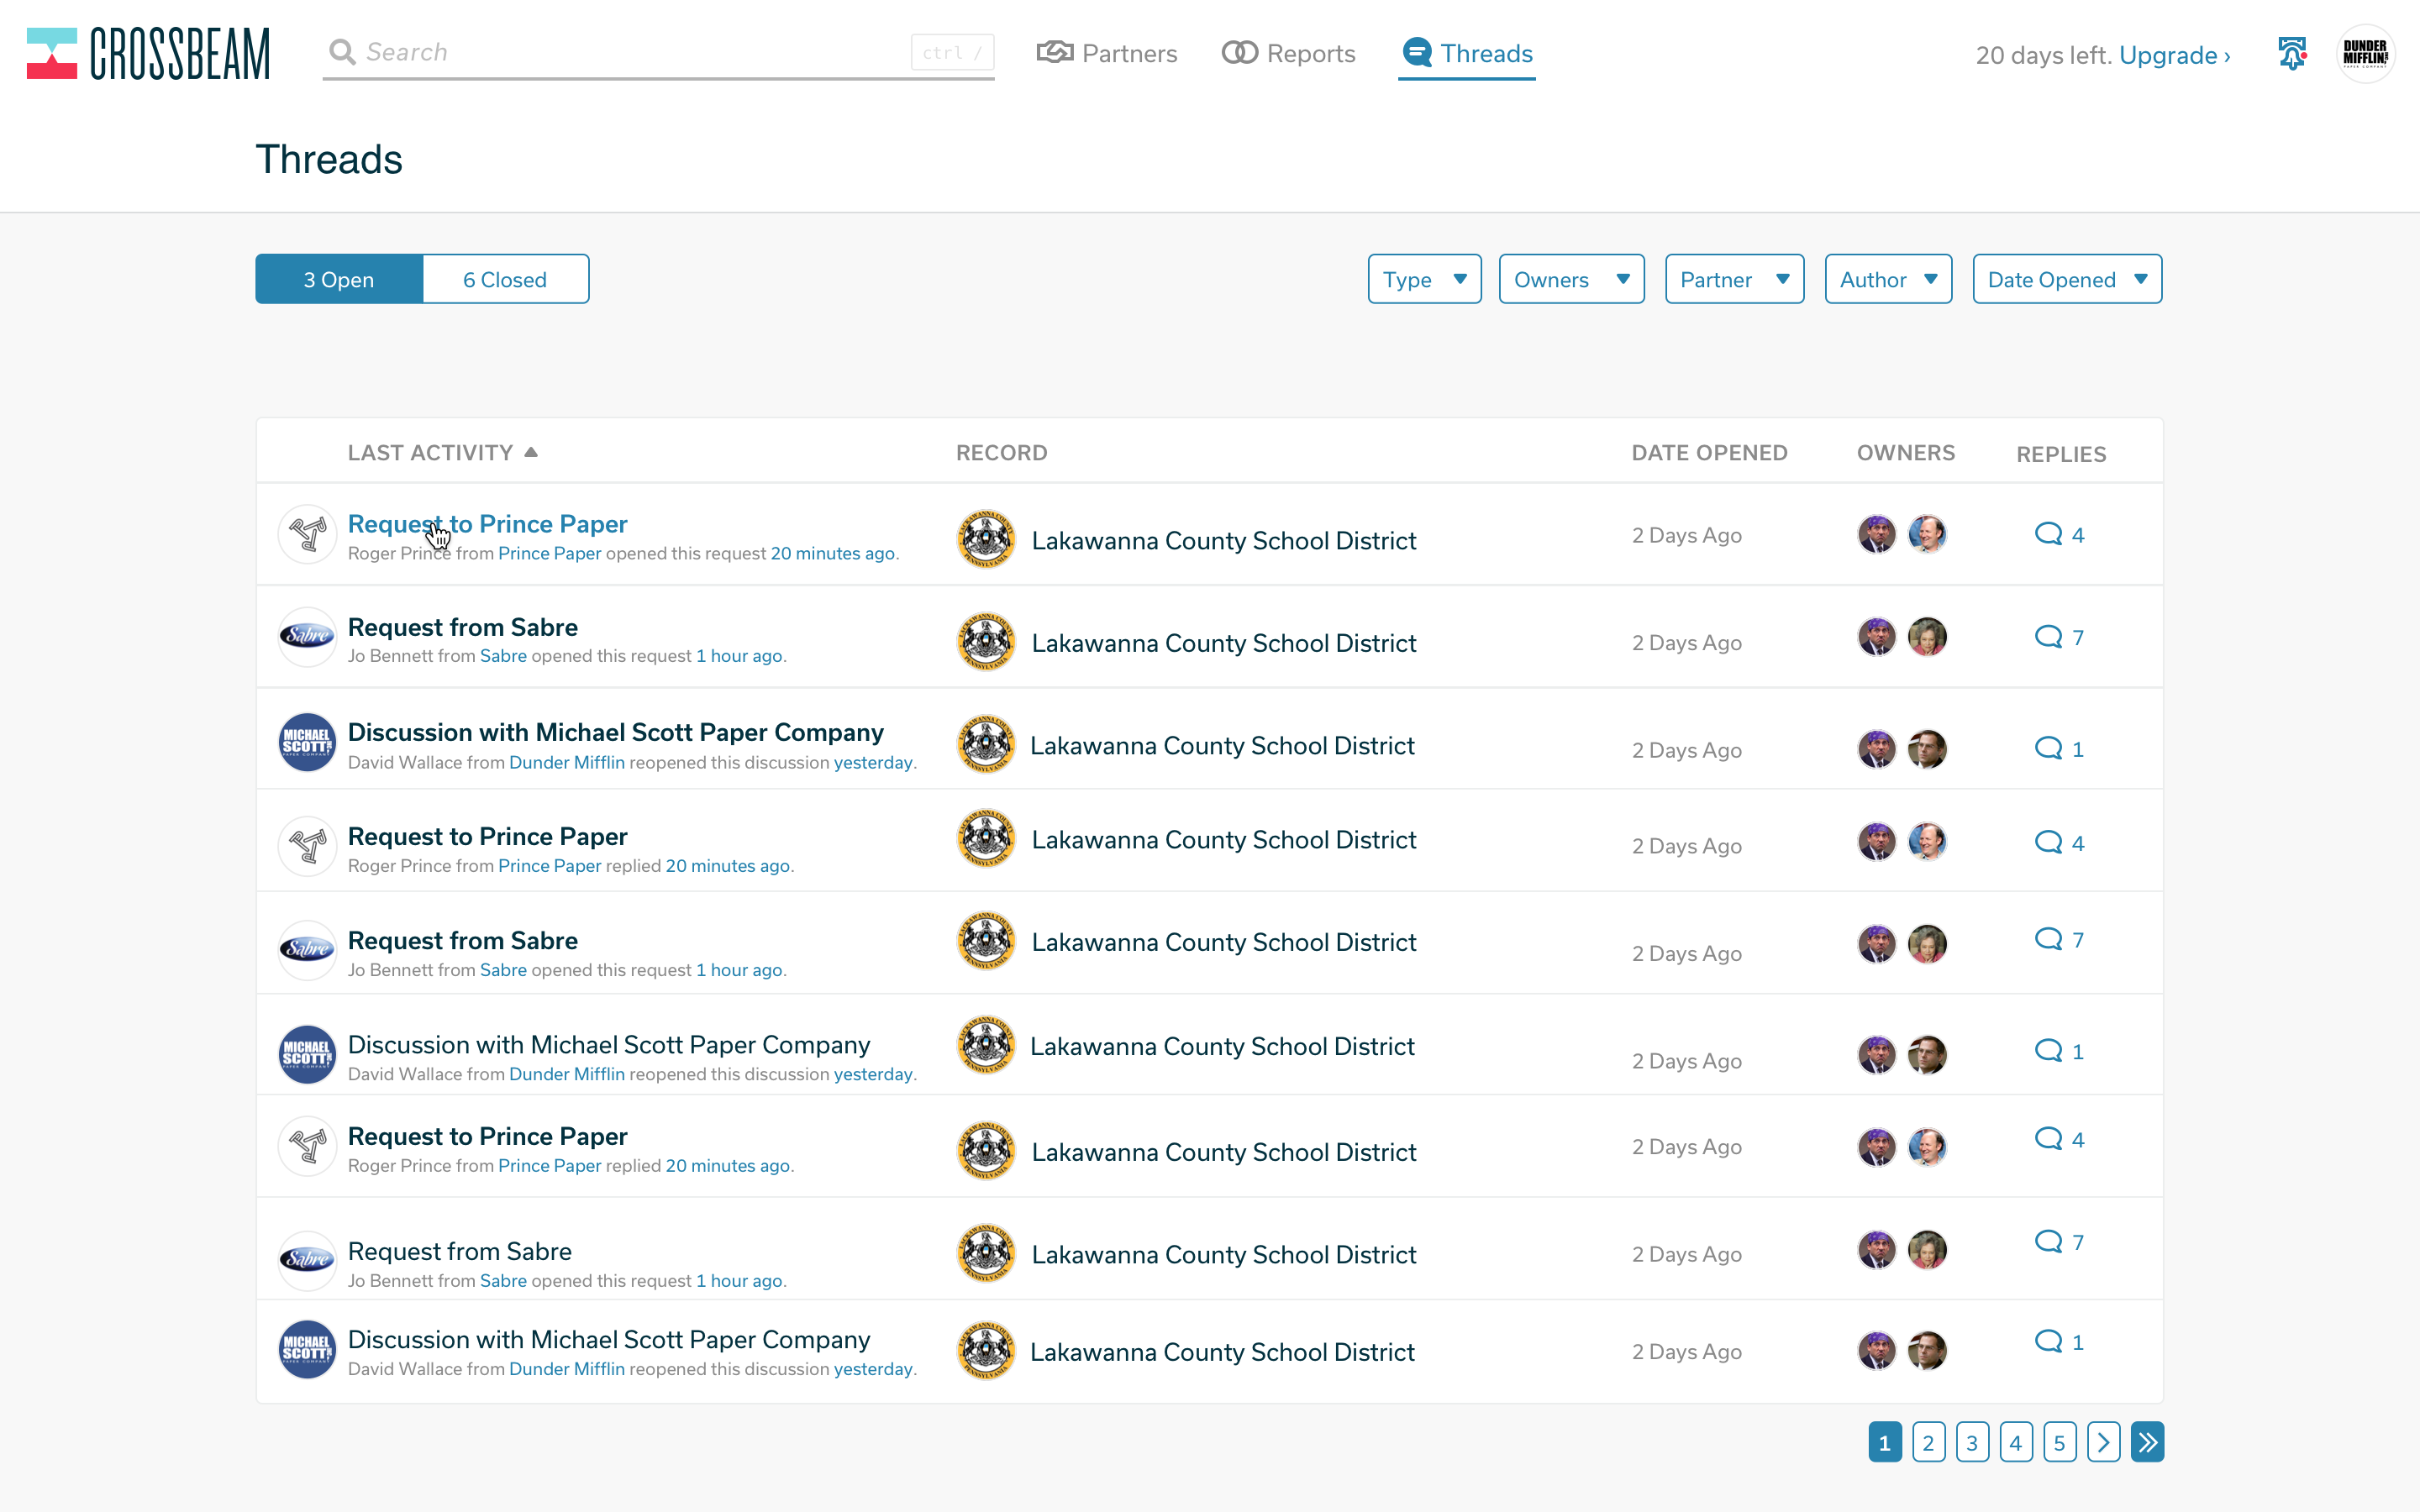 CROSSBEAM
Search
ctrl /
Partners
Reports
Threads
20 days left. Upgrade ›
DUNDER
MIFFLIN
Threads
3 Open
6 Closed
Type
Owners
Partner
Author
Date Opened
LAST ACTIVITY
RECORD
DATE OPENED
OWNERS
REPLIES
Request to Prince Paper
Roger Prince from Prince Paper opened this request 20 minutes ago.
Lakawanna County School District
2 Days Ago
4
Sabre
Request from Sabre
Jo Bennett from Sabre opened this request 1 hour ago.
Lakawanna County School District
2 Days Ago
7
MICHAEL
SCOTT
Discussion with Michael Scott Paper Company
David Wallace from Dunder Mifflin reopened this discussion yesterday.
Lakawanna County School District
2 Days Ago
1
Request to Prince Paper
Roger Prince from Prince Paper replied 20 minutes ago.
Lakawanna County School District
2 Days Ago
4
Sabre
Request from Sabre
Jo Bennett from Sabre opened this request 1 hour ago.
Lakawanna County School District
2 Days Ago
7
MICHAEL
SCOTT
Discussion with Michael Scott Paper Company
David Wallace from Dunder Mifflin reopened this discussion yesterday.
Lakawanna County School District
2 Days Ago
1
Request to Prince Paper
Roger Prince from Prince Paper replied 20 minutes ago.
Lakawanna County School District
2 Days Ago
4
Sabre
Request from Sabre
Jo Bennett from Sabre opened this request 1 hour ago.
Lakawanna County School District
2 Days Ago
7
MICHAEL
SCOTT
Discussion with Michael Scott Paper Company
David Wallace from Dunder Mifflin reopened this discussion yesterday.
Lakawanna County School District
2 Days Ago
1
1 2 3 4 5